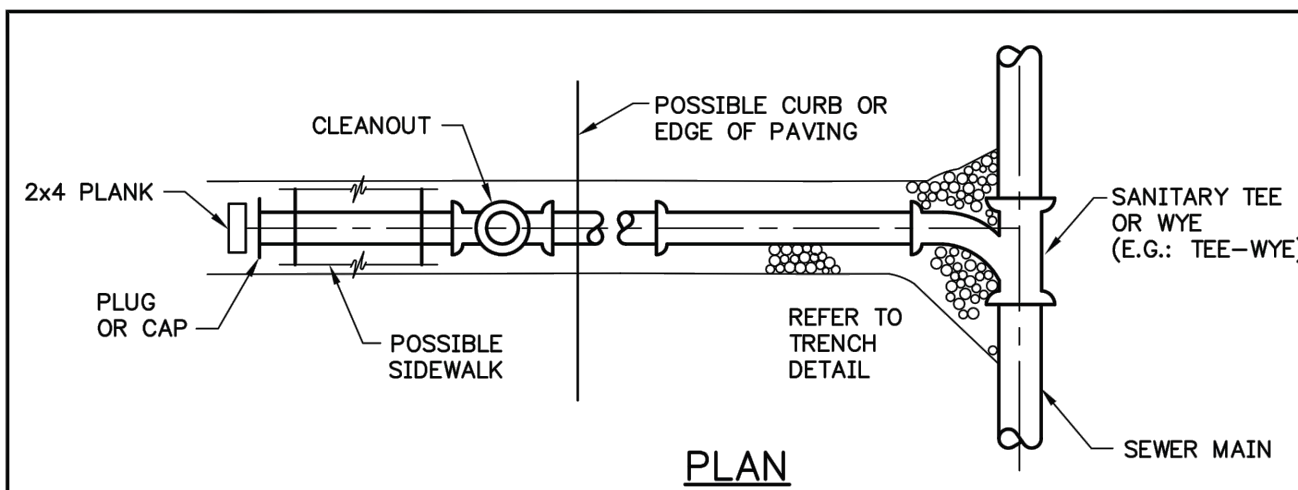 CLEANOUT
POSSIBLE CURB OR
EDGE OF PAVING
2x4 PLANK
SANITARY TEE
OR WYE
(E.G.: TEE-WYE)
PLUG
OR CAP
POSSIBLE
SIDEWALK
REFER TO
TRENCH
DETAIL
SEWER MAIN
PLAN